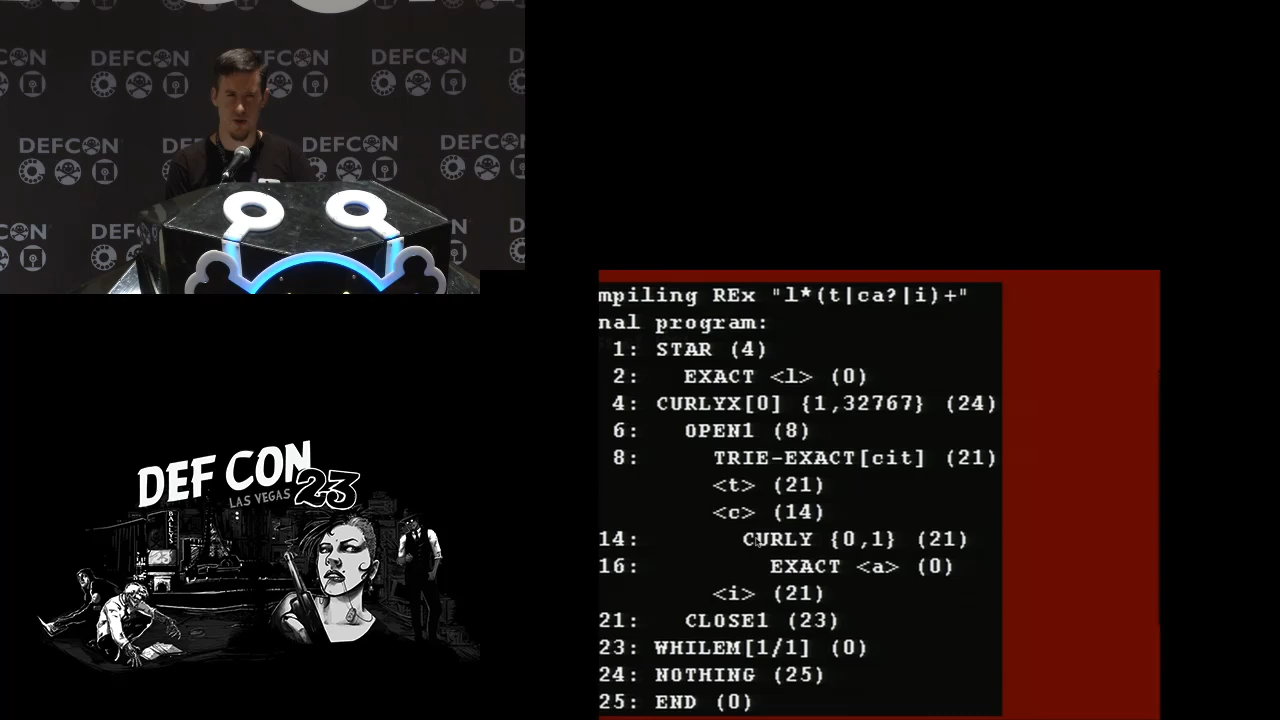 DEFCON DEFCON DEFCON
DEFCON DEFCON DEFCON
DEFCON
DEF CON
LAS VEGAS 23
BALLYS
mpiling REx "l*(t|ca?|i)+"
nal program:
1: STAR (4)
2: EXACT <l> (0)
4: CURLYX[0] {1,32767} (24)
6: OPEN1 (8)
8: TRIE-EXACT[cit] (21)
<t> (21)
<c> (14)
14: CURLY {0,1} (21)
16: EXACT <a> (0)
<i> (21)
21: CLOSE1 (23)
23: WHILEM[1/1] (0)
24: NOTHING (25)
25: END (0)